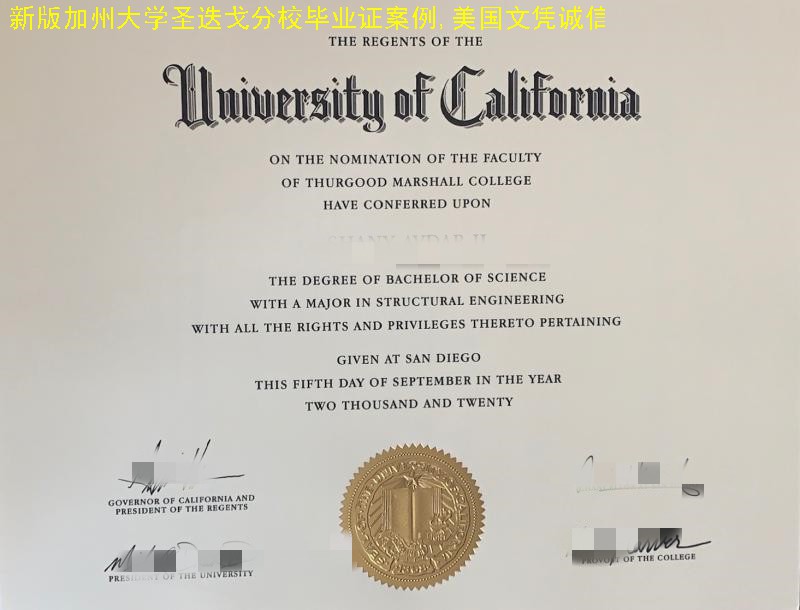 新版加州大学圣迭戈分校毕业证案例,美国文凭诚信
THE REGENTS OF THE
University of California
ON THE NOMINATION OF THE FACULTY
OF THURGOOD MARSHALL COLLEGE
HAVE CONFERRED UPON
THE DEGREE OF BACHELOR OF SCIENCE
WITH A MAJOR IN STRUCTURAL ENGINEERING
WITH ALL THE RIGHTS AND PRIVILEGES THERETO PERTAINING
GIVEN AT SAN DIEGO
THIS FIFTH DAY OF SEPTEMBER IN THE YEAR
TWO THOUSAND AND TWENTY
GOVERNOR OF CALIFORNIA AND
PRESIDENT OF THE REGENTS
PRESIDENT OF THE UNIVERSITY
PROVOST OF THE COLLEGE